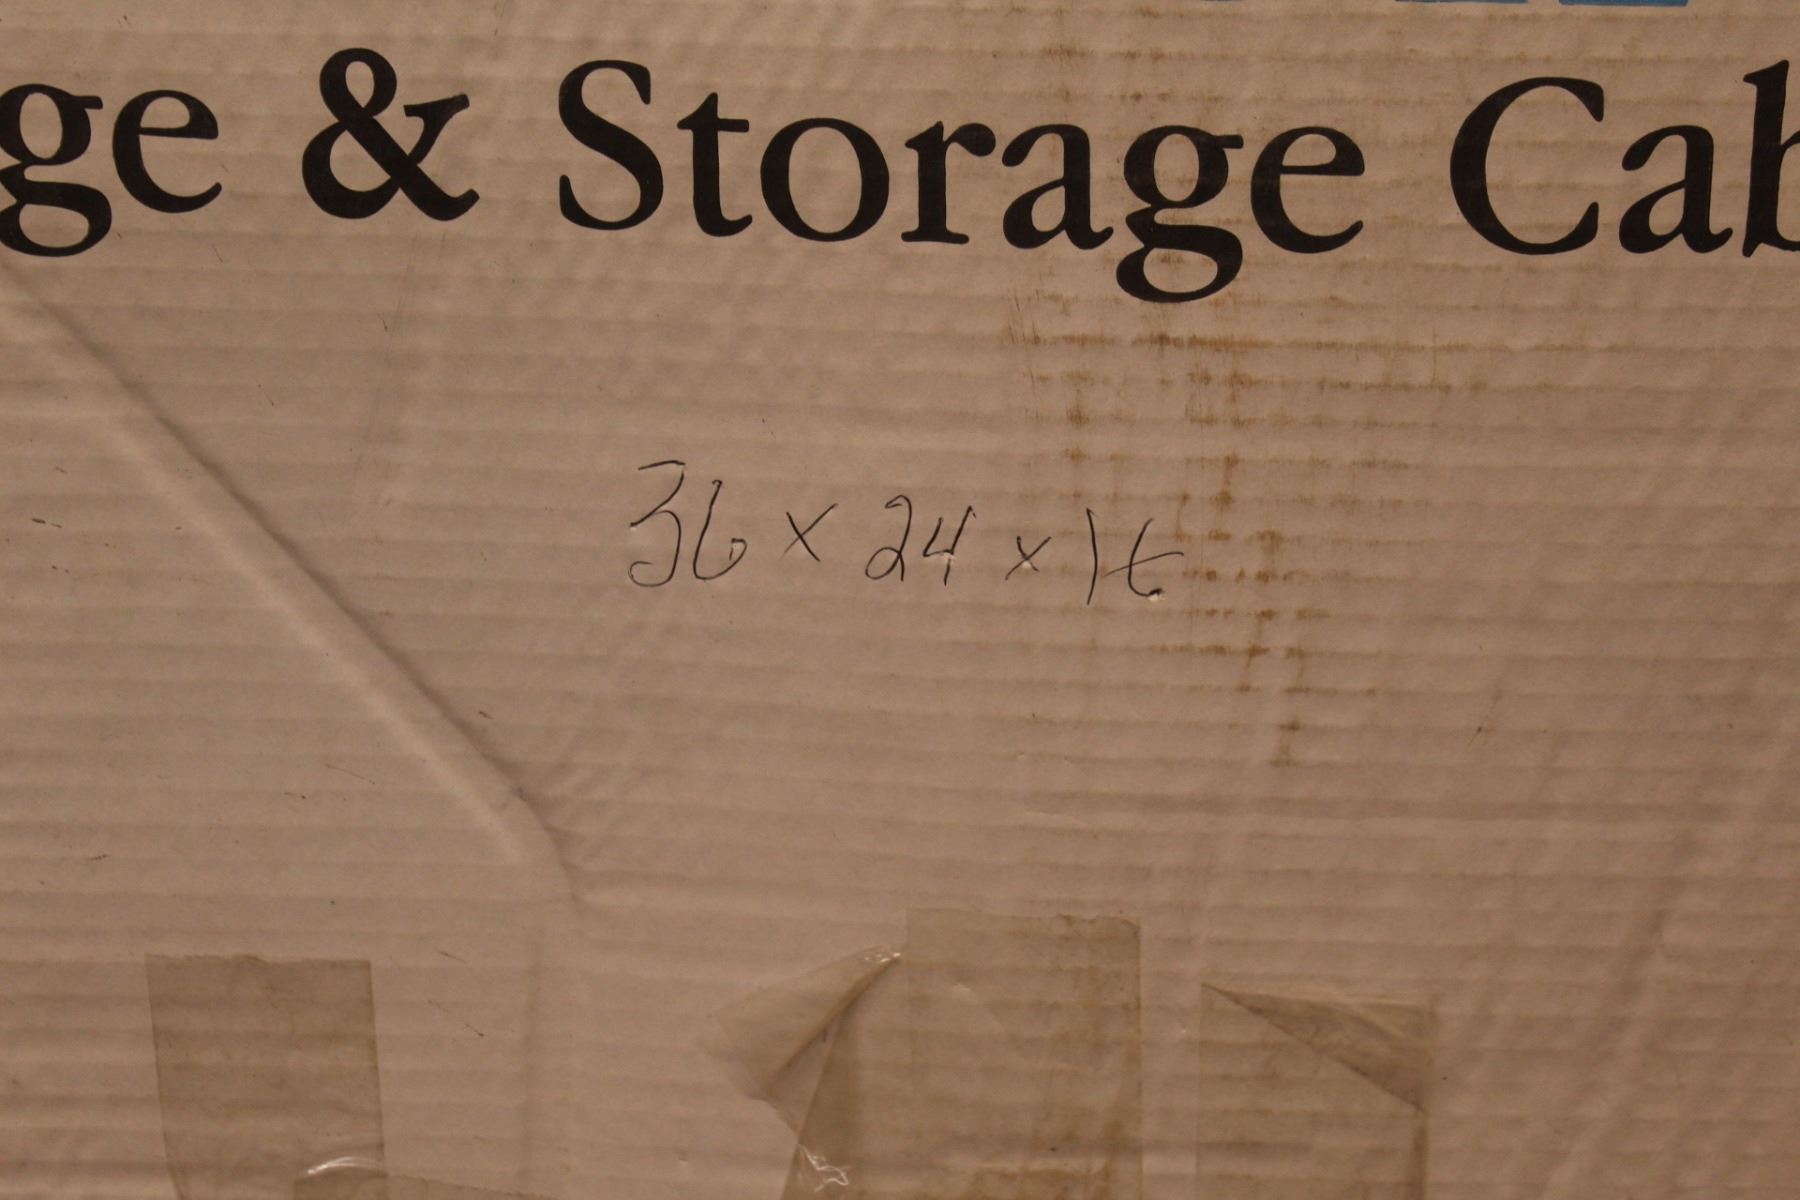 ge & Storage Cab
36 x 24 x 16